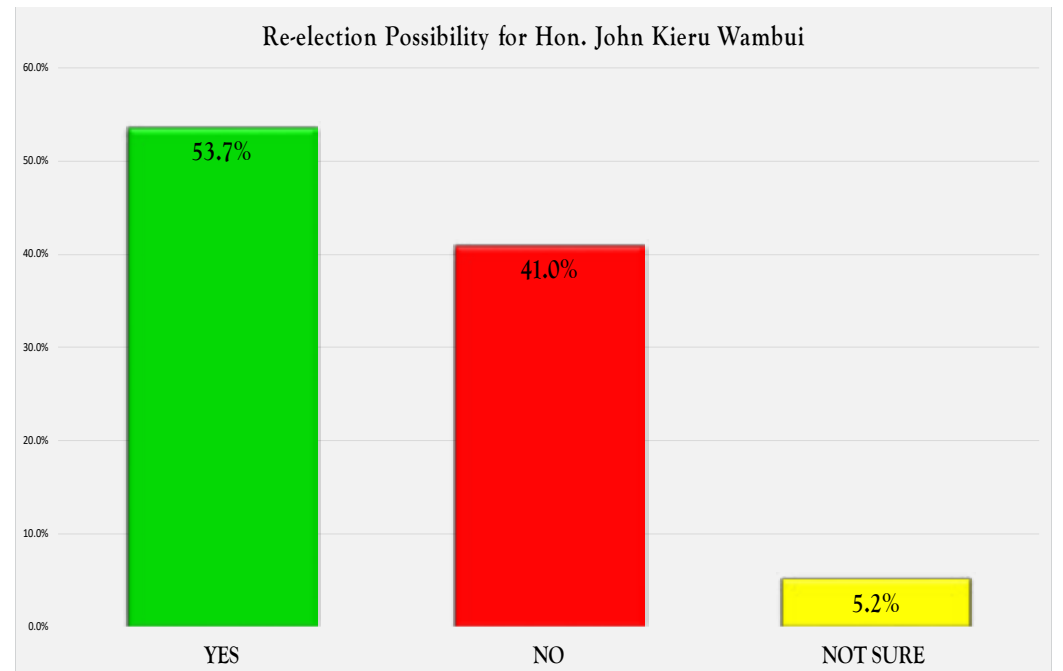 Re-election Possibility for Hon. John Kieru Wambui
60.0%
50.0%
40.0%
30.0%
20.0%
10.0%
0.0%
53.7%
41.0%
5.2%
YES
NO
NOT SURE